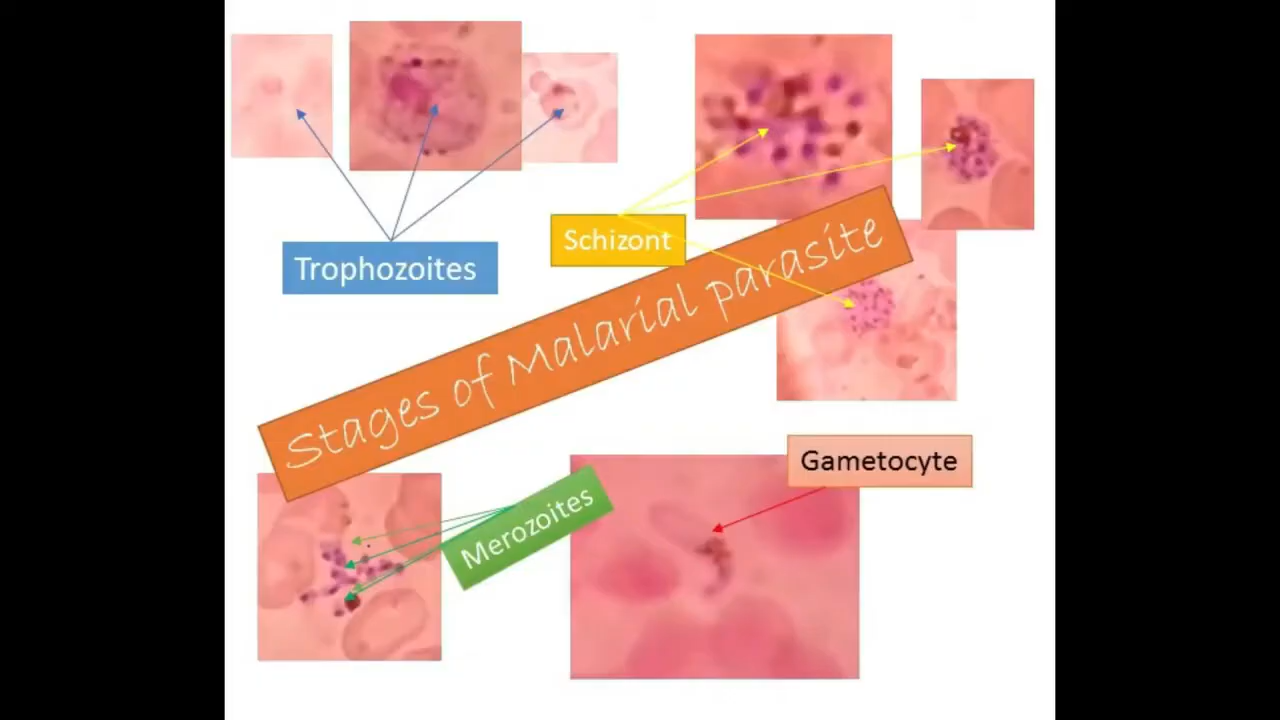 Trophozoites
Schizont
Stages of Malarial parasite
Merozoites
Gametocyte